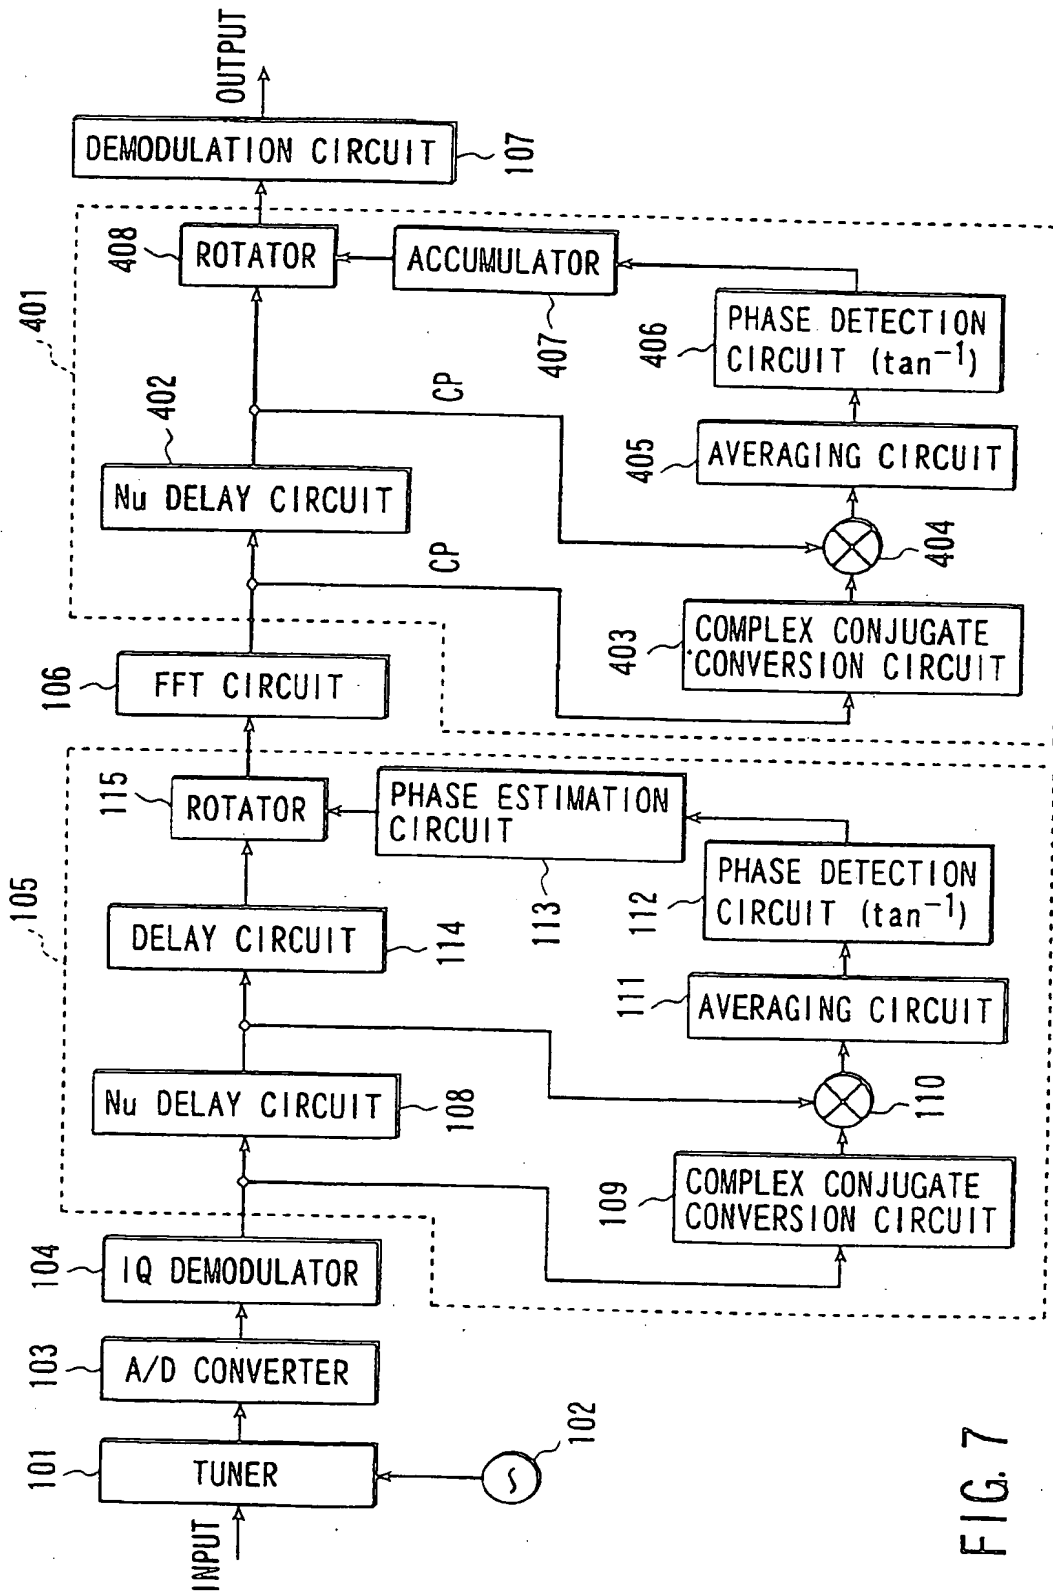 INPUT
101
TUNER
102
103
A/D CONVERTER
104
IQ DEMODULATOR
105
Nu DELAY CIRCUIT
108
109
COMPLEX CONJUGATE
CONVERSION CIRCUIT
110
111
AVERAGING CIRCUIT
112
PHASE DETECTION
CIRCUIT (tan⁻¹)
113
PHASE ESTIMATION
CIRCUIT
DELAY CIRCUIT
114
115
ROTATOR
106
FFT CIRCUIT
401
Nu DELAY CIRCUIT
402
CP
CP
403
COMPLEX CONJUGATE
CONVERSION CIRCUIT
404
405
AVERAGING CIRCUIT
406
PHASE DETECTION
CIRCUIT (tan⁻¹)
407
ACCUMULATOR
408
ROTATOR
DEMODULATION CIRCUIT
107
OUTPUT
FIG. 7